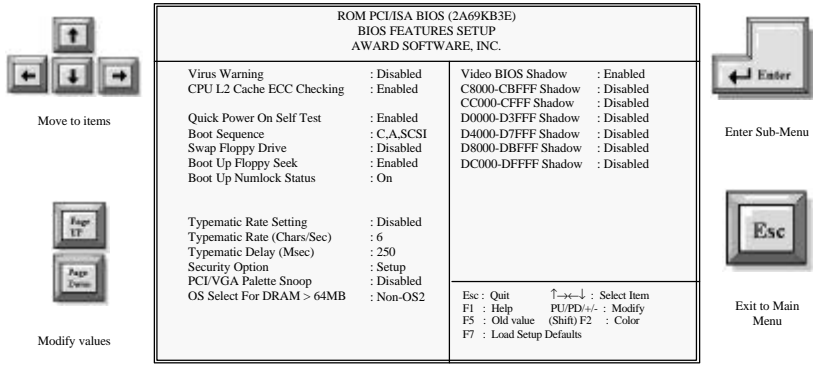 ROM PCI/ISA BIOS (2A69KB3E)
BIOS FEATURES SETUP
AWARD SOFTWARE, INC.
Virus Warning : Disabled
CPU L2 Cache ECC Checking : Enabled
Quick Power On Self Test : Enabled
Boot Sequence : C,A,SCSI
Swap Floppy Drive : Disabled
Boot Up Floppy Seek : Enabled
Boot Up Numlock Status : On
Typematic Rate Setting : Disabled
Typematic Rate (Chars/Sec) : 6
Typematic Delay (Msec) : 250
Security Option : Setup
PCI/VGA Palette Snoop : Disabled
OS Select For DRAM > 64MB : Non-OS2
Video BIOS Shadow : Enabled
C8000-CBFFF Shadow : Disabled
CC000-CFFF Shadow : Disabled
D0000-D3FFF Shadow : Disabled
D4000-D7FFF Shadow : Disabled
D8000-DBFFF Shadow : Disabled
DC000-DFFFF Shadow : Disabled
Esc : Quit ↑→←↓ : Select Item
F1 : Help PU/PD/+/- : Modify
F5 : Old value (Shift) F2 : Color
F7 : Load Setup Defaults
Move to items
Page
UP
Page
Down
Modify values
Enter
Enter Sub-Menu
Esc
Exit to Main
Menu